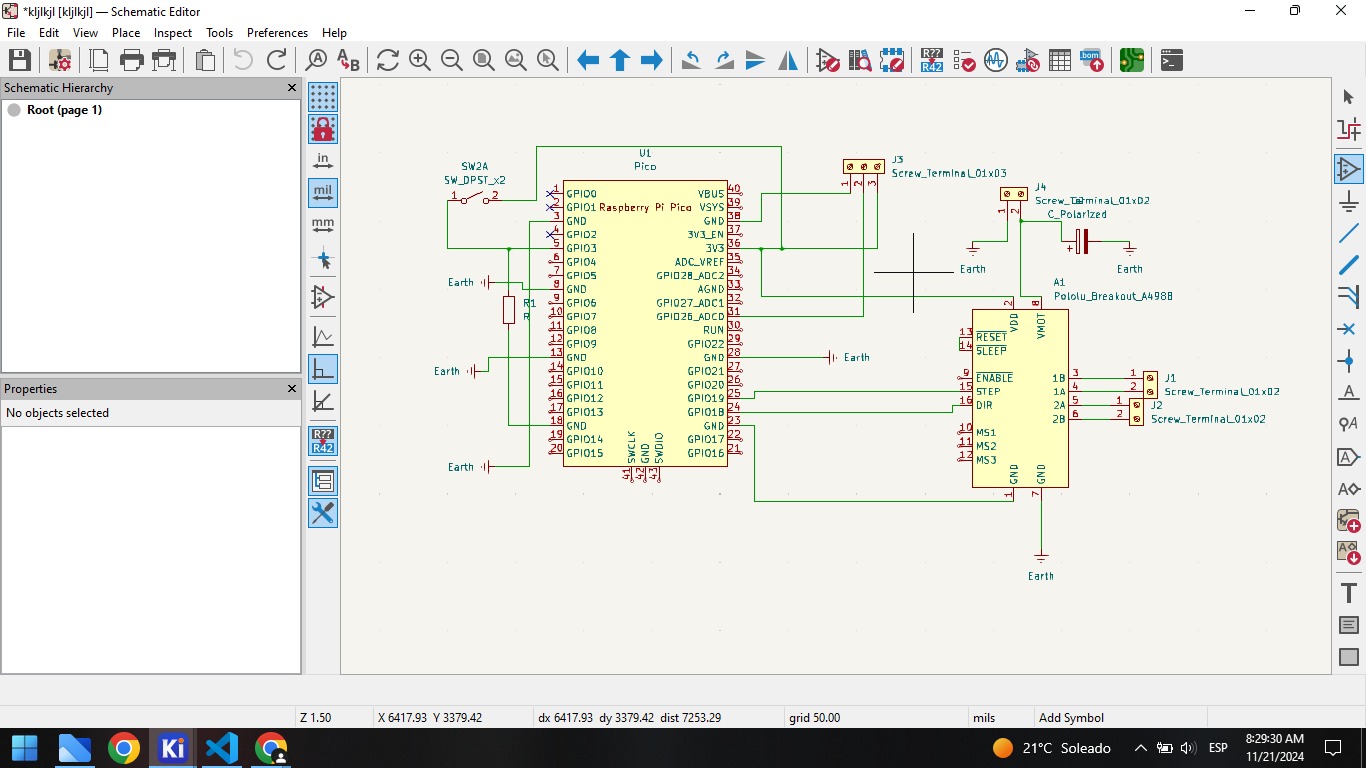 *kljlkjl [kljlkjl] — Schematic Editor
File Edit View Place Inspect Tools Preferences Help
Schematic Hierarchy
Root (page 1)
Properties
No objects selected
in
mil
mm
R??
R42
R??
R42
bom
SW2A
SW_DPST_x2
1 2
U1
Pico
Raspberry Pi Pico
1 GPIO0
2 GPIO1
3 GND
4 GPIO2
5 GPIO3
6 GPIO4
7 GPIO5
8 GND
9 GPIO6
10 GPIO7
11 GPIO8
12 GPIO9
13 GND
14 GPIO10
15 GPIO11
16 GPIO12
17 GPIO13
18 GND
19 GPIO14
20 GPIO15
VBUS 40
VSYS 39
GND 38
3V3_EN 37
3V3 36
ADC_VREF 35
GPIO28_ADC2 34
AGND 33
GPIO27_ADC1 32
GPIO26_ADC0 31
RUN 30
GPIO22 29
GND 28
GPIO21 27
GPIO20 26
GPIO19 25
GPIO18 24
GND 23
GPIO17 22
GPIO16 21
SWCLK 41
GND 42
SWDIO 43
Earth
R1
R
Earth
Earth
Earth
J3
Screw_Terminal_01x03
1 2 3
J4
Screw_Terminal_01x02
1 2
C_Polarized
+
Earth
Earth
A1
Pololu_Breakout_A4988
VDD 2
VMOT 8
13 RESET
14 SLEEP
9 ENABLE
15 STEP
16 DIR
10 MS1
11 MS2
12 MS3
1B 3
1A 4
2A 5
2B 6
GND 1
GND 7
1 J1
2 Screw_Terminal_01x02
1 J2
2 Screw_Terminal_01x02
Earth
Z 1.50
X 6417.93 Y 3379.42
dx 6417.93 dy 3379.42 dist 7253.29
grid 50.00
mils
Add Symbol
Ki
21°C Soleado
ESP
8:29:30 AM
11/21/2024